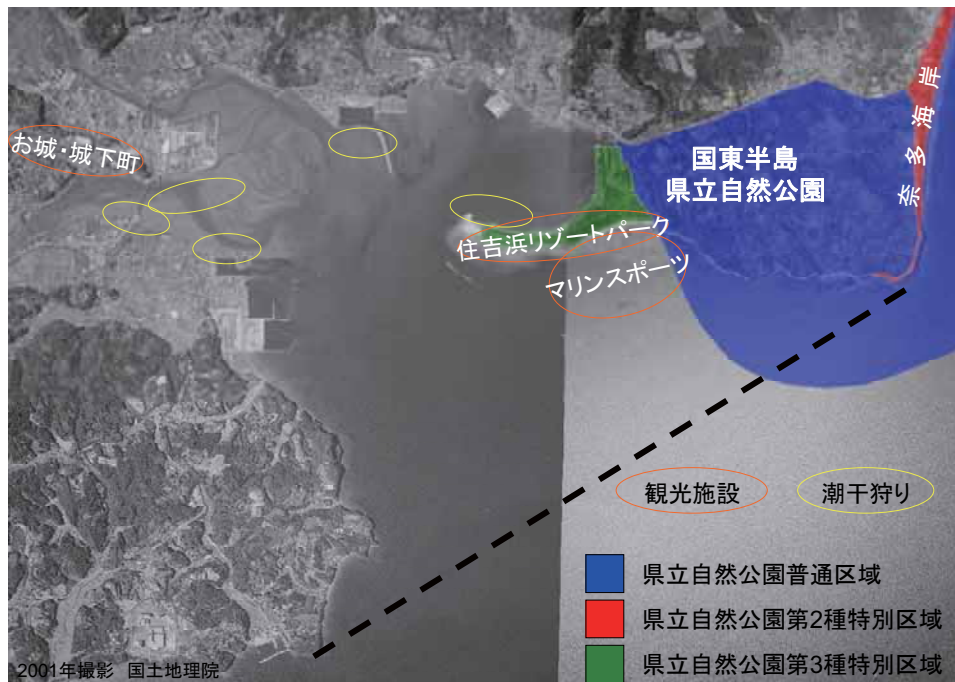 お城・城下町
国東半島
県立自然公園
奈多海岸
住吉浜リゾートパーク
マリンスポーツ
観光施設
潮干狩り
県立自然公園普通区域
県立自然公園第2種特別区域
県立自然公園第3種特別区域
2001年撮影 国土地理院